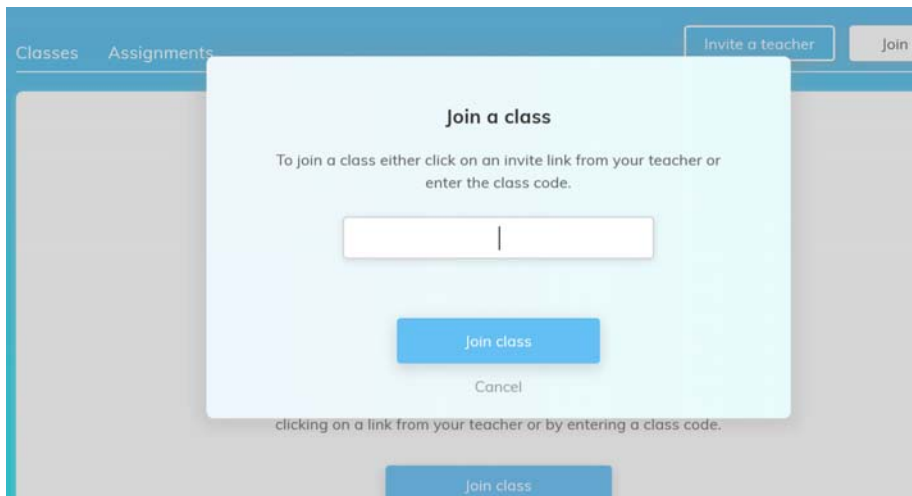 Classes Assignments Invite a teacher Join
Join a class
To join a class either click on an invite link from your teacher or
enter the class code.
Join class
Cancel
clicking on a link from your teacher or by entering a class code.
Join class